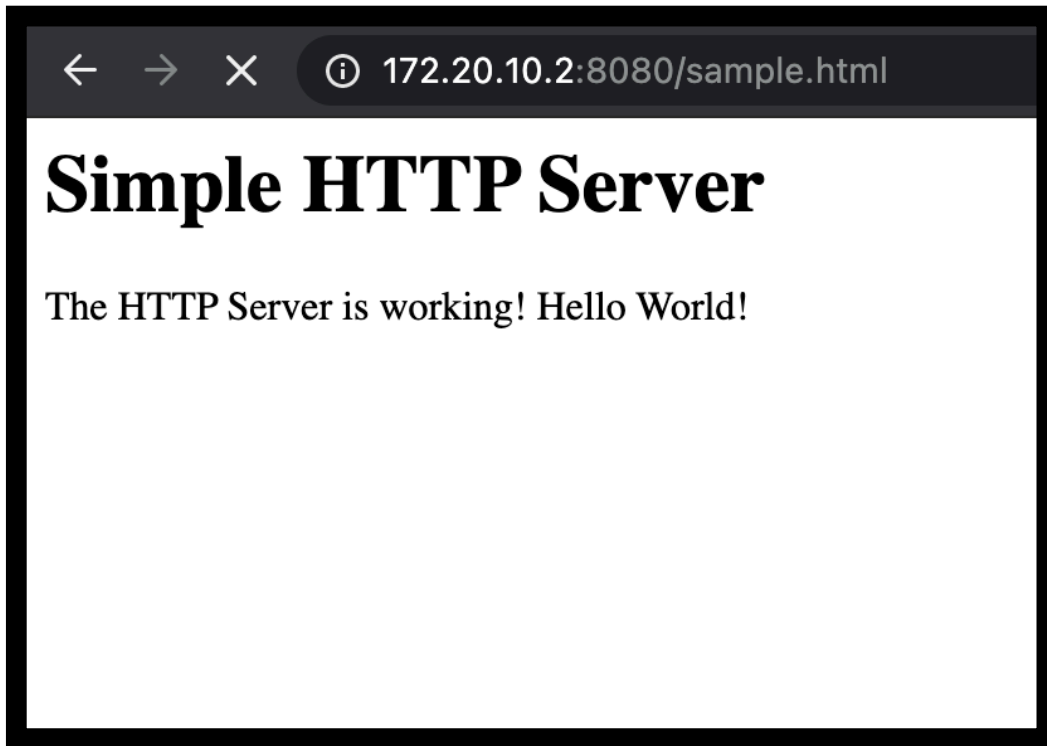 172.20.10.2:8080/sample.html
Simple HTTP Server
The HTTP Server is working! Hello World!